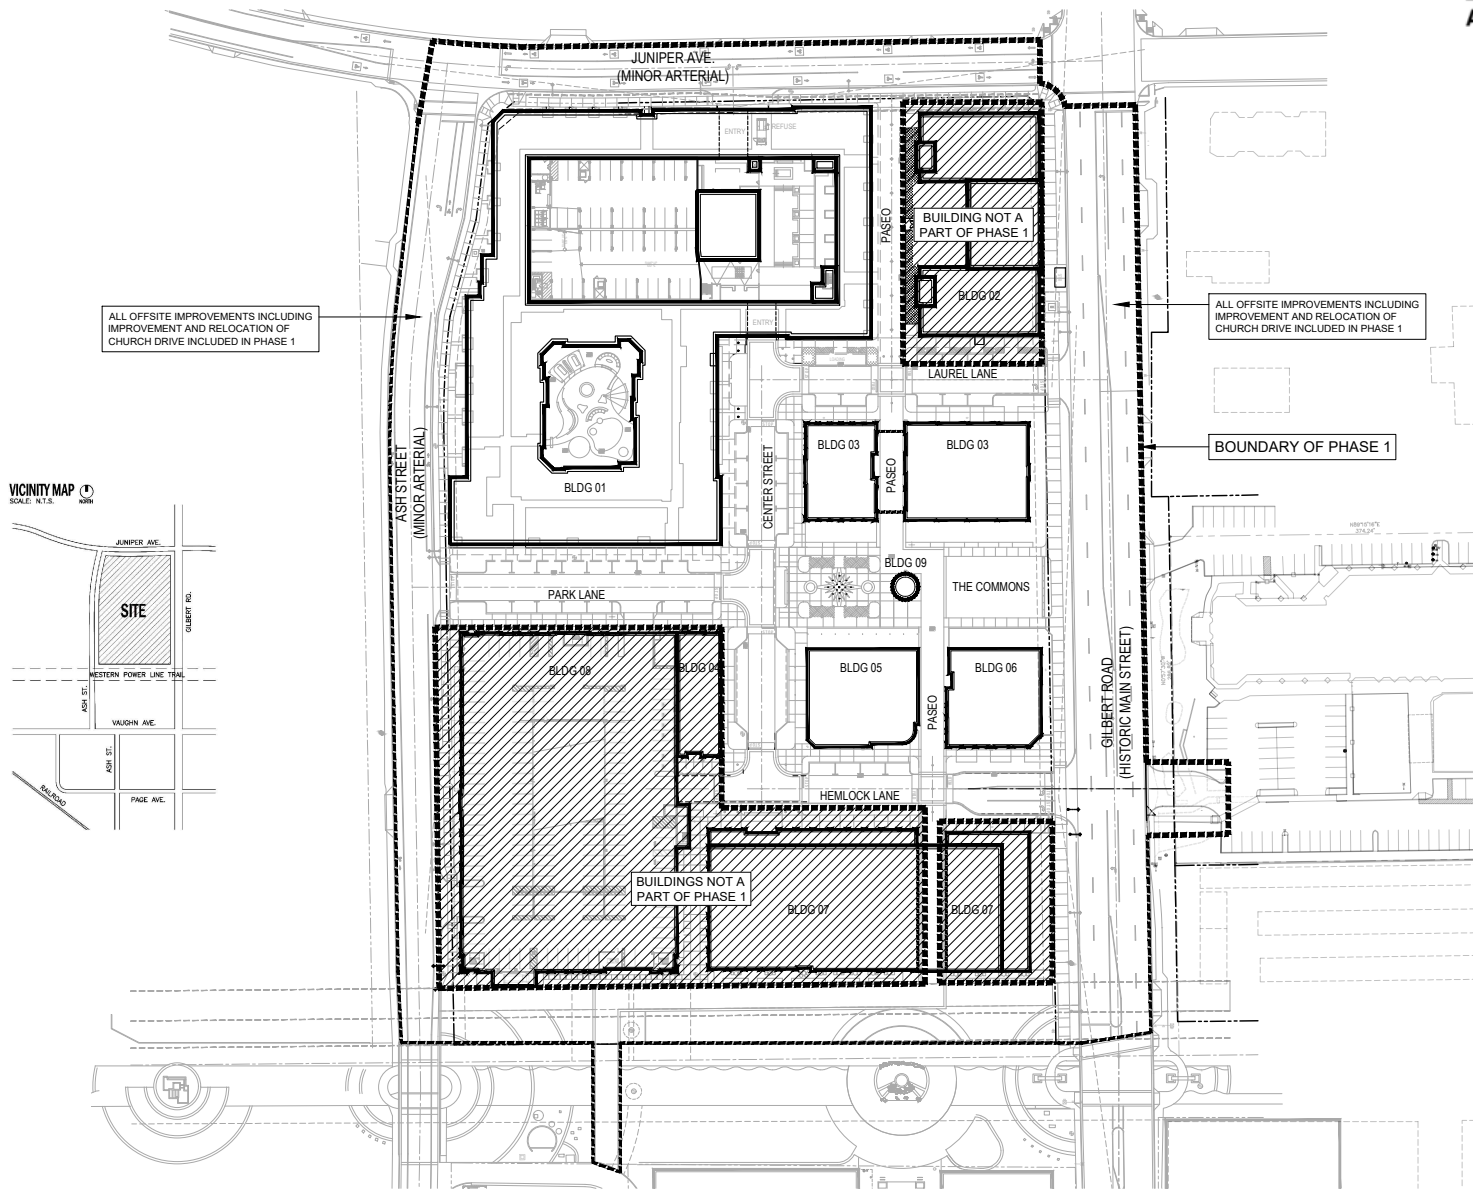 JUNIPER AVE.
(MINOR ARTERIAL)
ENTRY
REFUSE
PASEO
BUILDING NOT A
PART OF PHASE 1
BLDG 02
ALL OFFSITE IMPROVEMENTS INCLUDING
IMPROVEMENT AND RELOCATION OF
CHURCH DRIVE INCLUDED IN PHASE 1
ALL OFFSITE IMPROVEMENTS INCLUDING
IMPROVEMENT AND RELOCATION OF
CHURCH DRIVE INCLUDED IN PHASE 1
ENTRY
LAUREL LANE
ASH STREET
(MINOR ARTERIAL)
BLDG 01
CENTER STREET
BLDG 03
PASEO
BLDG 03
BOUNDARY OF PHASE 1
VICINITY MAP
SCALE: N.T.S.
NORTH
JUNIPER AVE.
SITE
GILBERT RD.
WESTERN POWER LINE TRAIL
ASH ST.
VAUGHN AVE.
ASH ST.
RAILROAD
PAGE AVE.
PARK LANE
BLDG 09
THE COMMONS
BLDG 08
BLDG 04
BLDG 05
PASEO
BLDG 06
GILBERT ROAD
(HISTORIC MAIN STREET)
HEMLOCK LANE
BUILDINGS NOT A
PART OF PHASE 1
BLDG 07
BLDG 07